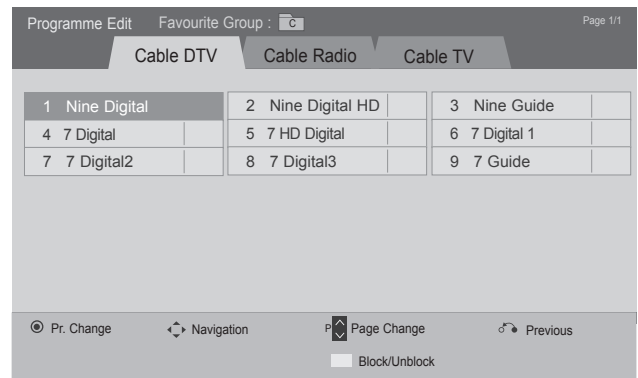 Programme Edit Favourite Group : C Page 1/1
Cable DTV Cable Radio Cable TV
1 Nine Digital 2 Nine Digital HD 3 Nine Guide
4 7 Digital 5 7 HD Digital 6 7 Digital 1
7 7 Digital2 8 7 Digital3 9 7 Guide
Pr. Change Navigation P Page Change Previous
Block/Unblock